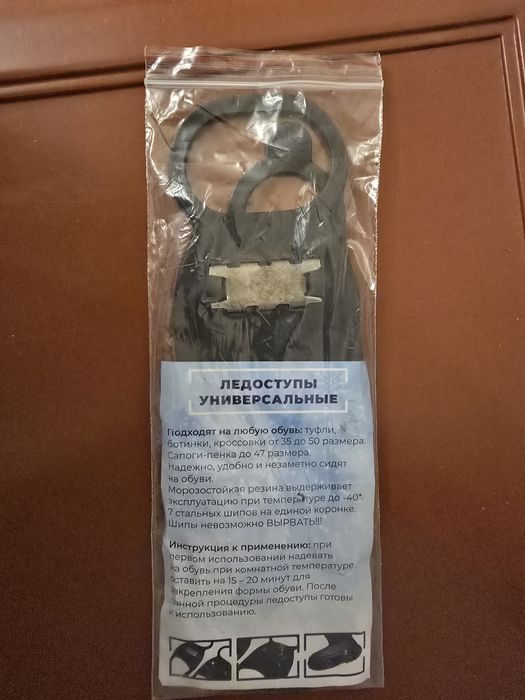 ЛЕДОСТУПЫ
УНИВЕРСАЛЬНЫЕ
Подходят на любую обувь: туфли,
ботинки, кроссовки от 35 до 50 размера.
Сапоги-пенка до 47 размера.
Надежно, удобно и незаметно сидят
на обуви.
Морозостойкая резина выдерживает
эксплуатацию при температуре до -40°.
7 стальных шипов на единой коронке.
Шипы невозможно ВЫРВАТЬ!!!
Инструкция к применению: при
первом использовании надевать
на обувь при комнатной температуре
оставить на 15 – 20 минут для
закрепления формы обуви. После
данной процедуры ледоступы готовы
к использованию.